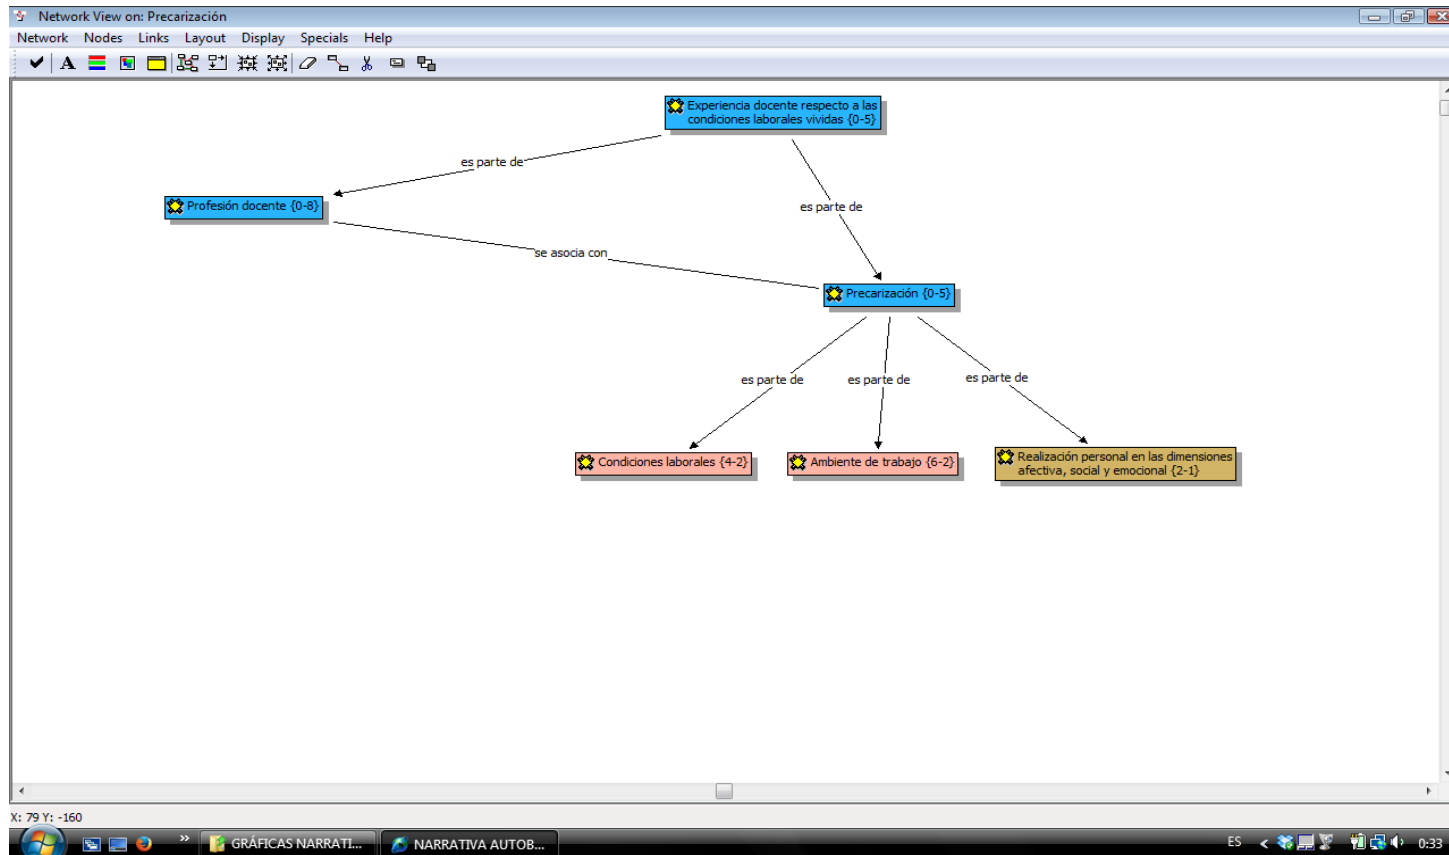 Network View on: Precarización
Network Nodes Links Layout Display Specials Help
A
Experiencia docente respecto a las
condiciones laborales vividas {0-5}
es parte de
Profesión docente {0-8}
es parte de
se asocia con
Precarización {0-5}
es parte de es parte de es parte de
Condiciones laborales {4-2} Ambiente de trabajo {6-2} Realización personal en las dimensiones
afectiva, social y emocional {2-1}
X: 79 Y: -160
» GRÁFICAS NARRATI... NARRATIVA AUTOB... ES < 0:33